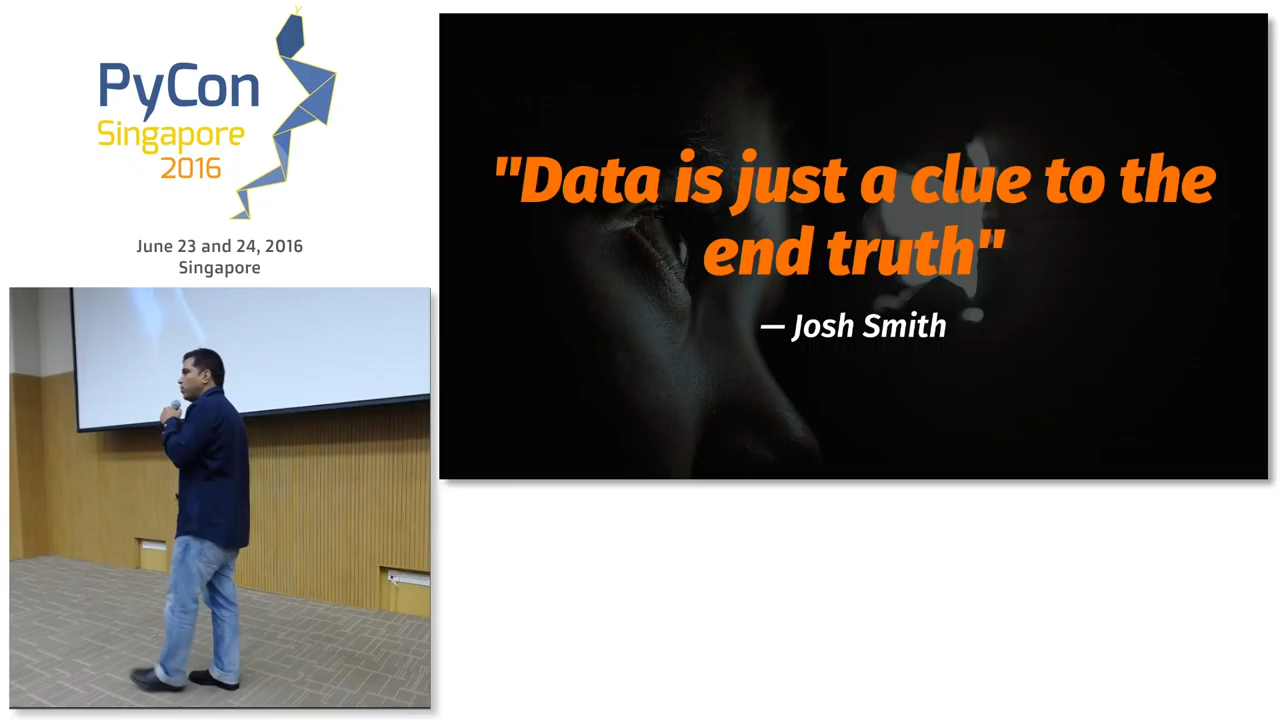 PyCon
Singapore
2016
June 23 and 24, 2016
Singapore
"Data is just a clue to the
end truth"
— Josh Smith